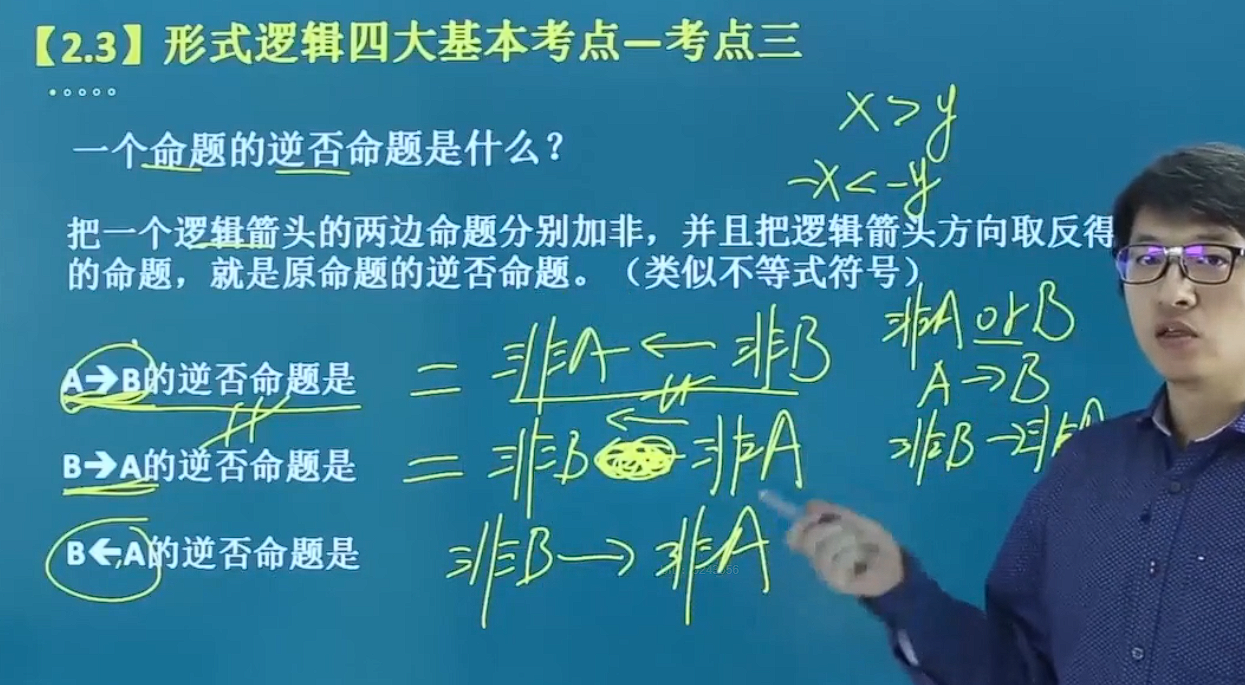 【2.3】形式逻辑四大基本考点—考点三
x>y
一个命题的逆否命题是什么？
-x<-y
把一个逻辑箭头的两边命题分别加非，并且把逻辑箭头方向取反得
的命题，就是原命题的逆否命题。（类似不等式符号）
非A or B
A→B的逆否命题是 = 非A ← 非B
A→B
非B→非A
B→A的逆否命题是 = 非B ← 非A
B←A的逆否命题是 非B → 非A